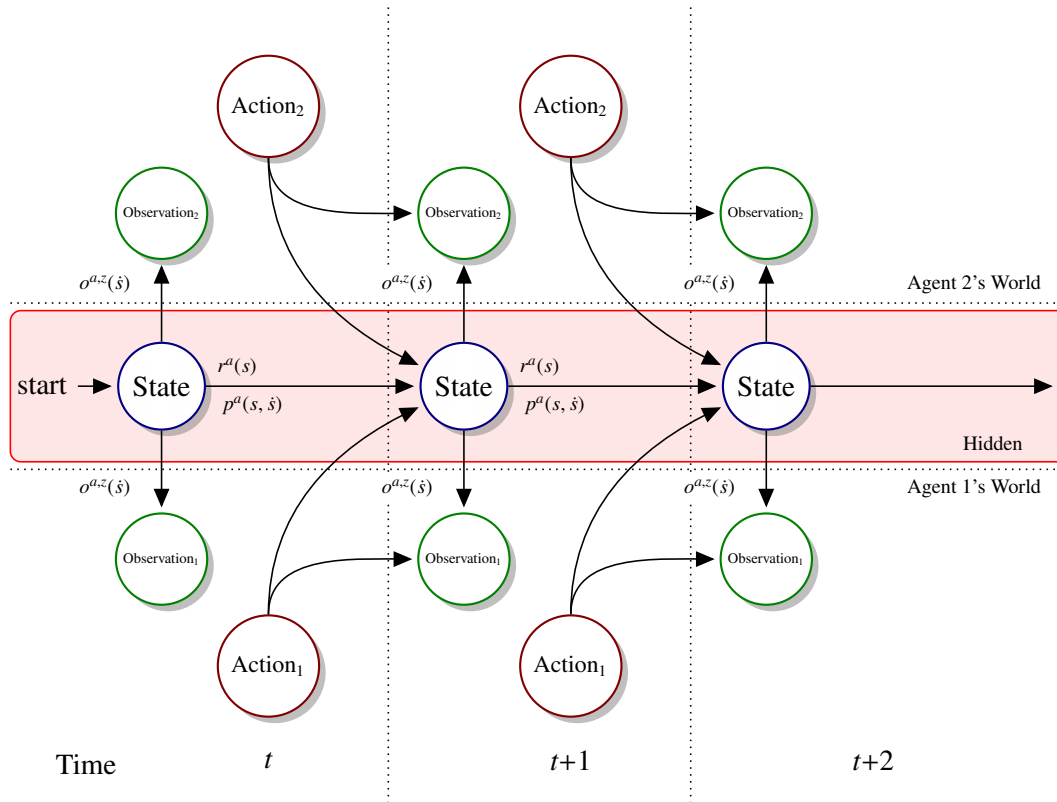 Action₂
Action₂
Observation₂
Observation₂
Observation₂
oᵃ,ᶻ(ṡ)
oᵃ,ᶻ(ṡ)
oᵃ,ᶻ(ṡ)
Agent 2's World
start
State
rᵃ(s)
pᵃ(s, ṡ)
State
rᵃ(s)
pᵃ(s, ṡ)
State
Hidden
oᵃ,ᶻ(ṡ)
oᵃ,ᶻ(ṡ)
oᵃ,ᶻ(ṡ)
Agent 1's World
Observation₁
Observation₁
Observation₁
Action₁
Action₁
Time
t
t+1
t+2